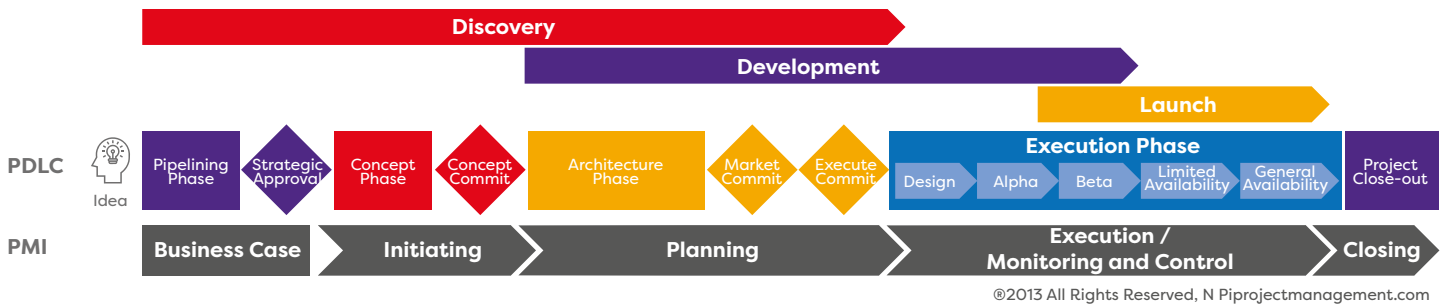 Discovery
Development
Launch
PDLC
Idea
Pipelining
Phase
Strategic
Approval
Concept
Phase
Concept
Commit
Architecture
Phase
Market
Commit
Execute
Commit
Execution Phase
Design
Alpha
Beta
Limited
Availability
General
Availability
Project
Close-out
PMI
Business Case
Initiating
Planning
Execution /
Monitoring and Control
Closing
®2013 All Rights Reserved, N Piprojectmanagement.com